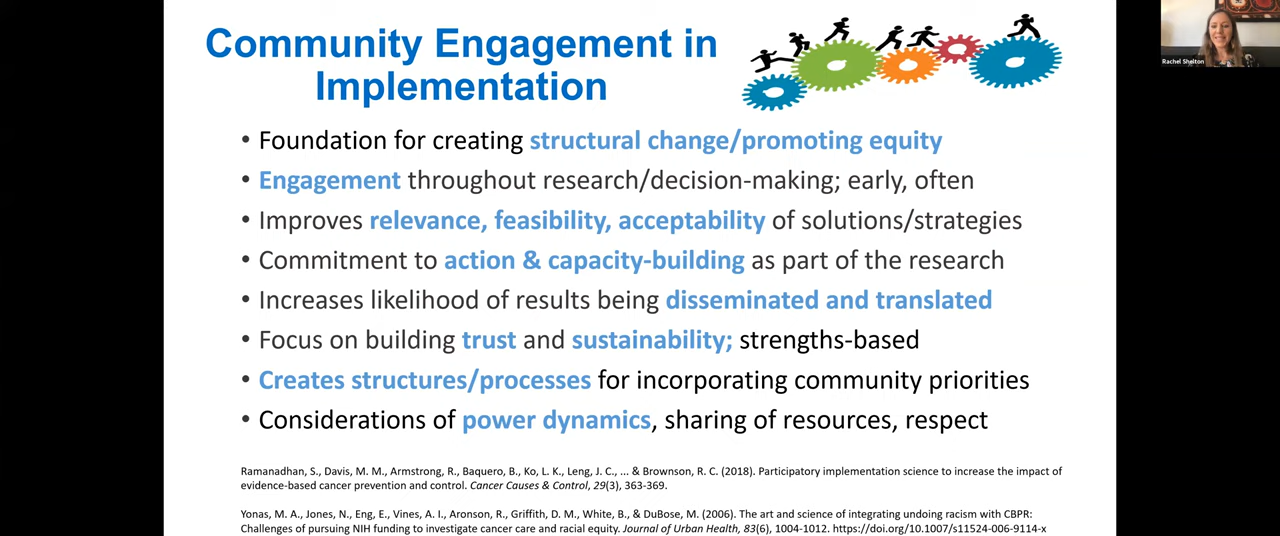 Community Engagement in
Implementation
Rachel Shelton
• Foundation for creating structural change/promoting equity
• Engagement throughout research/decision-making; early, often
• Improves relevance, feasibility, acceptability of solutions/strategies
• Commitment to action & capacity-building as part of the research
• Increases likelihood of results being disseminated and translated
• Focus on building trust and sustainability; strengths-based
• Creates structures/processes for incorporating community priorities
• Considerations of power dynamics, sharing of resources, respect
Ramanadhan, S., Davis, M. M., Armstrong, R., Baquero, B., Ko, L. K., Leng, J. C., ... & Brownson, R. C. (2018). Participatory implementation science to increase the impact of
evidence-based cancer prevention and control. Cancer Causes & Control, 29(3), 363-369.
Yonas, M. A., Jones, N., Eng, E., Vines, A. I., Aronson, R., Griffith, D. M., White, B., & DuBose, M. (2006). The art and science of integrating undoing racism with CBPR:
Challenges of pursuing NIH funding to investigate cancer care and racial equity. Journal of Urban Health, 83(6), 1004-1012. https://doi.org/10.1007/s11524-006-9114-x